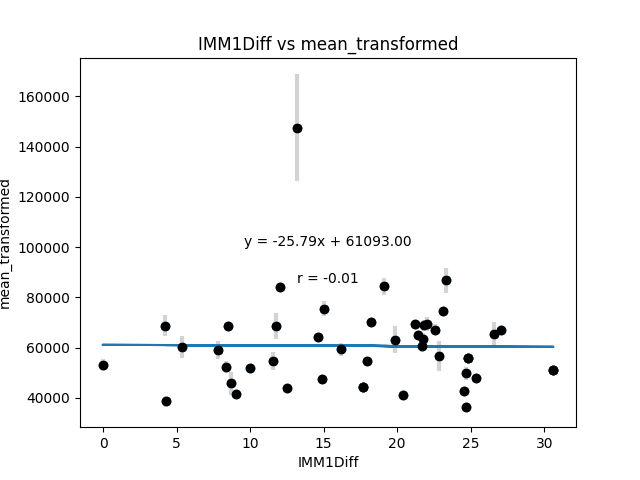 IMM1Diff vs mean_transformed
mean_transformed
160000
140000
120000
100000
80000
60000
40000
y = -25.79x + 61093.00
r = -0.01
0 5 10 15 20 25 30
IMM1Diff